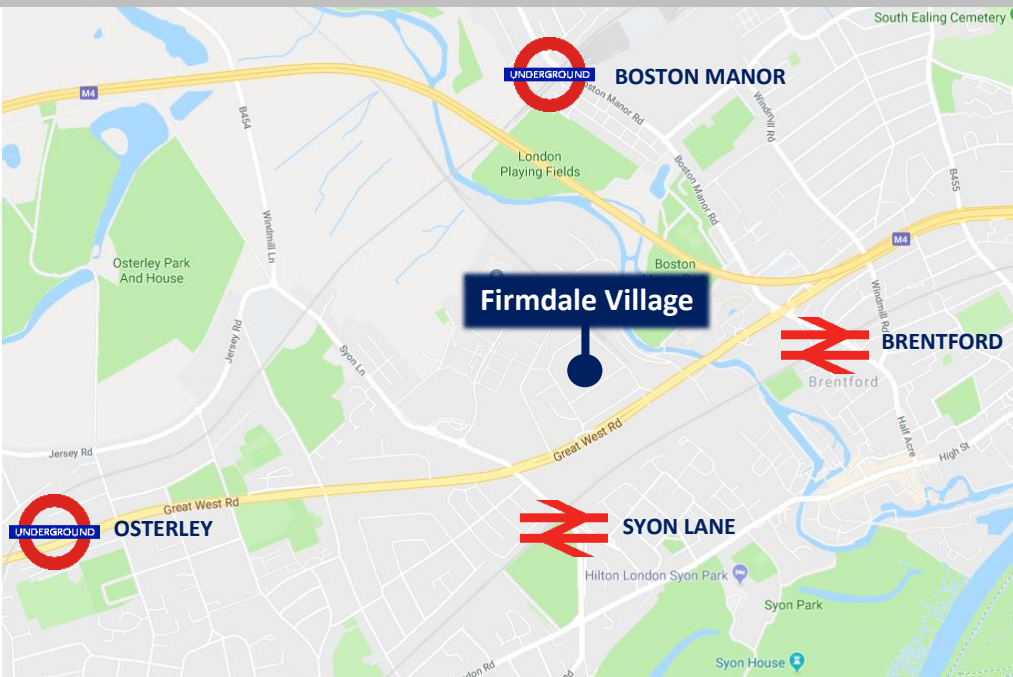 South Ealing Cemetery
UNDERGROUND
BOSTON MANOR
M4
B454
Boston Manor Rd
Windmill Rd
London
Playing Fields
Boston Manor Rd
B455
Windmill Ln
M4
Osterley Park
And House
Boston
Firmdale Village
Windmill Rd
Jersey Rd
Syon Ln
BRENTFORD
Brentford
Great West Rd
Half Acre
High St
Jersey Rd
Great West Rd
UNDERGROUND
OSTERLEY
SYON LANE
Hilton London Syon Park
Syon Park
Syon House
don Rd
Rd